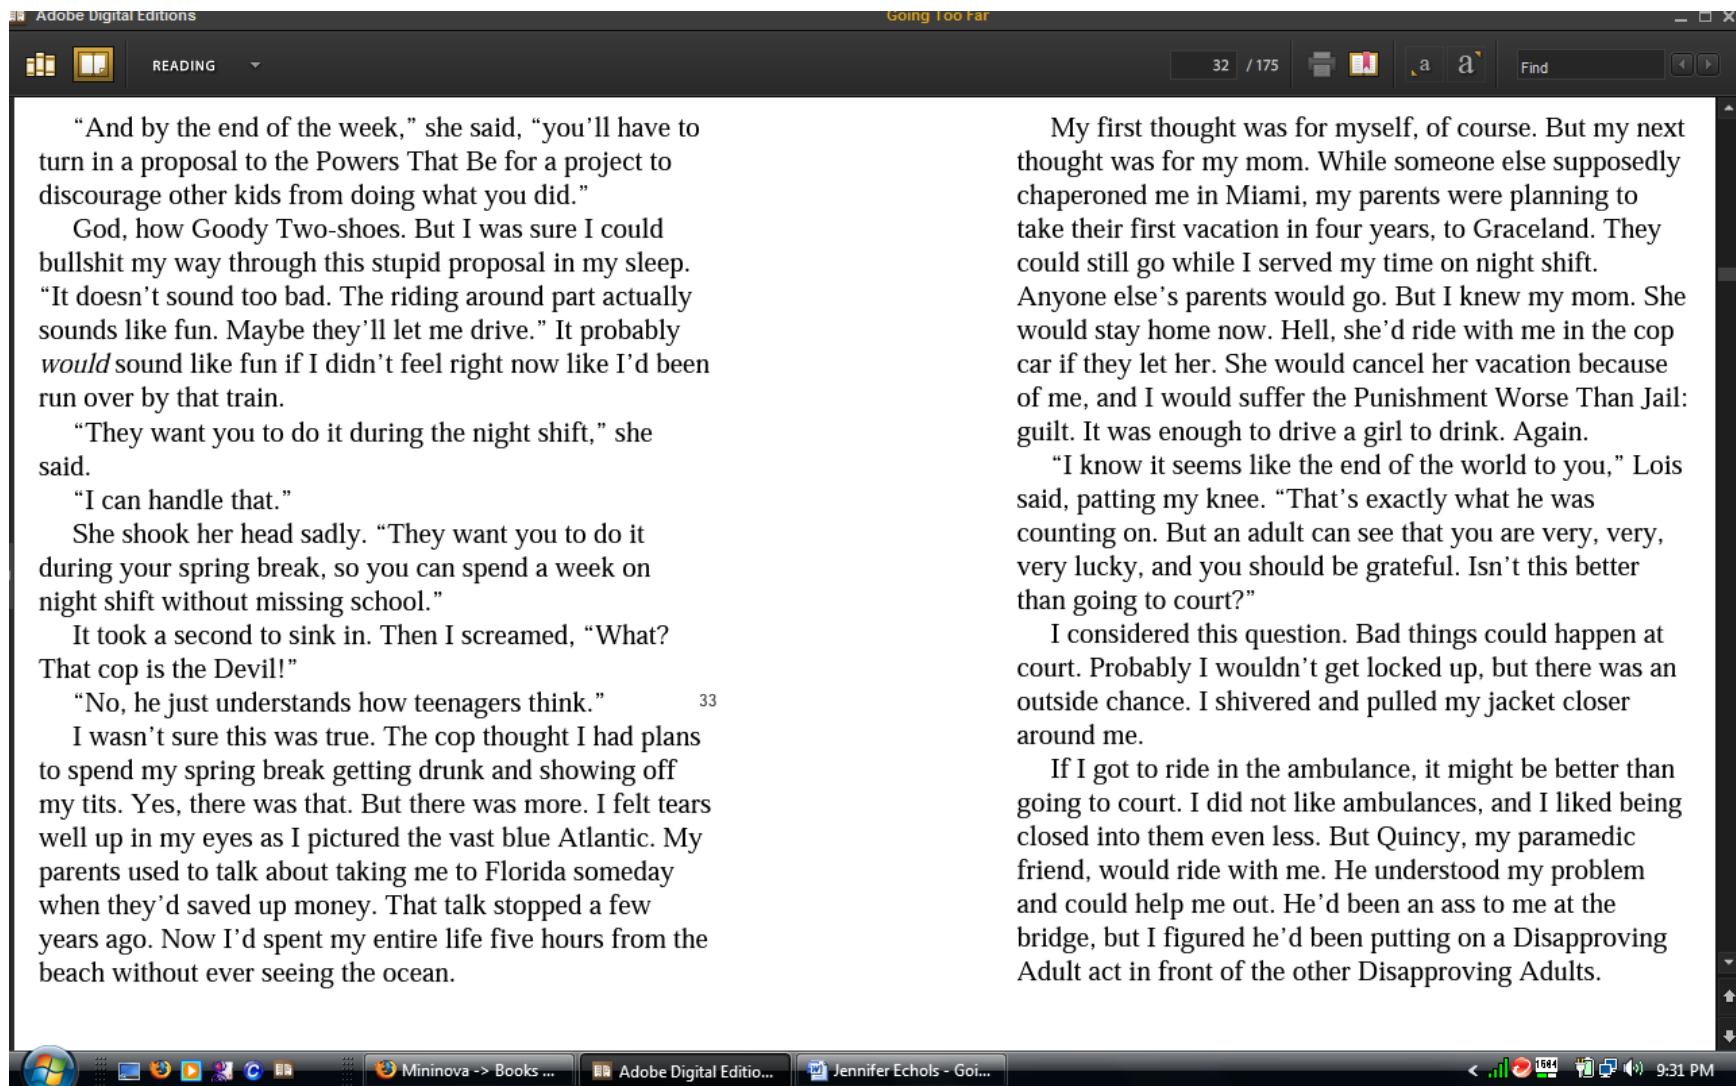 Adobe Digital Editions
Going Too Far
READING
32 / 175
a
a
Find
“And by the end of the week,” she said, “you’ll have to
turn in a proposal to the Powers That Be for a project to
discourage other kids from doing what you did.”
God, how Goody Two-shoes. But I was sure I could
bullshit my way through this stupid proposal in my sleep.
“It doesn’t sound too bad. The riding around part actually
sounds like fun. Maybe they’ll let me drive.” It probably
would sound like fun if I didn’t feel right now like I’d been
run over by that train.
“They want you to do it during the night shift,” she
said.
“I can handle that.”
She shook her head sadly. “They want you to do it
during your spring break, so you can spend a week on
night shift without missing school.”
It took a second to sink in. Then I screamed, “What?
That cop is the Devil!”
“No, he just understands how teenagers think.”
33
I wasn’t sure this was true. The cop thought I had plans
to spend my spring break getting drunk and showing off
my tits. Yes, there was that. But there was more. I felt tears
well up in my eyes as I pictured the vast blue Atlantic. My
parents used to talk about taking me to Florida someday
when they’d saved up money. That talk stopped a few
years ago. Now I’d spent my entire life five hours from the
beach without ever seeing the ocean.
My first thought was for myself, of course. But my next
thought was for my mom. While someone else supposedly
chaperoned me in Miami, my parents were planning to
take their first vacation in four years, to Graceland. They
could still go while I served my time on night shift.
Anyone else’s parents would go. But I knew my mom. She
would stay home now. Hell, she’d ride with me in the cop
car if they let her. She would cancel her vacation because
of me, and I would suffer the Punishment Worse Than Jail:
guilt. It was enough to drive a girl to drink. Again.
“I know it seems like the end of the world to you,” Lois
said, patting my knee. “That’s exactly what he was
counting on. But an adult can see that you are very, very,
very lucky, and you should be grateful. Isn’t this better
than going to court?”
I considered this question. Bad things could happen at
court. Probably I wouldn’t get locked up, but there was an
outside chance. I shivered and pulled my jacket closer
around me.
If I got to ride in the ambulance, it might be better than
going to court. I did not like ambulances, and I liked being
closed into them even less. But Quincy, my paramedic
friend, would ride with me. He understood my problem
and could help me out. He’d been an ass to me at the
bridge, but I figured he’d been putting on a Disapproving
Adult act in front of the other Disapproving Adults.
Mininova -> Books ...
Adobe Digital Editio...
Jennifer Echols - Goi...
1584
9:31 PM